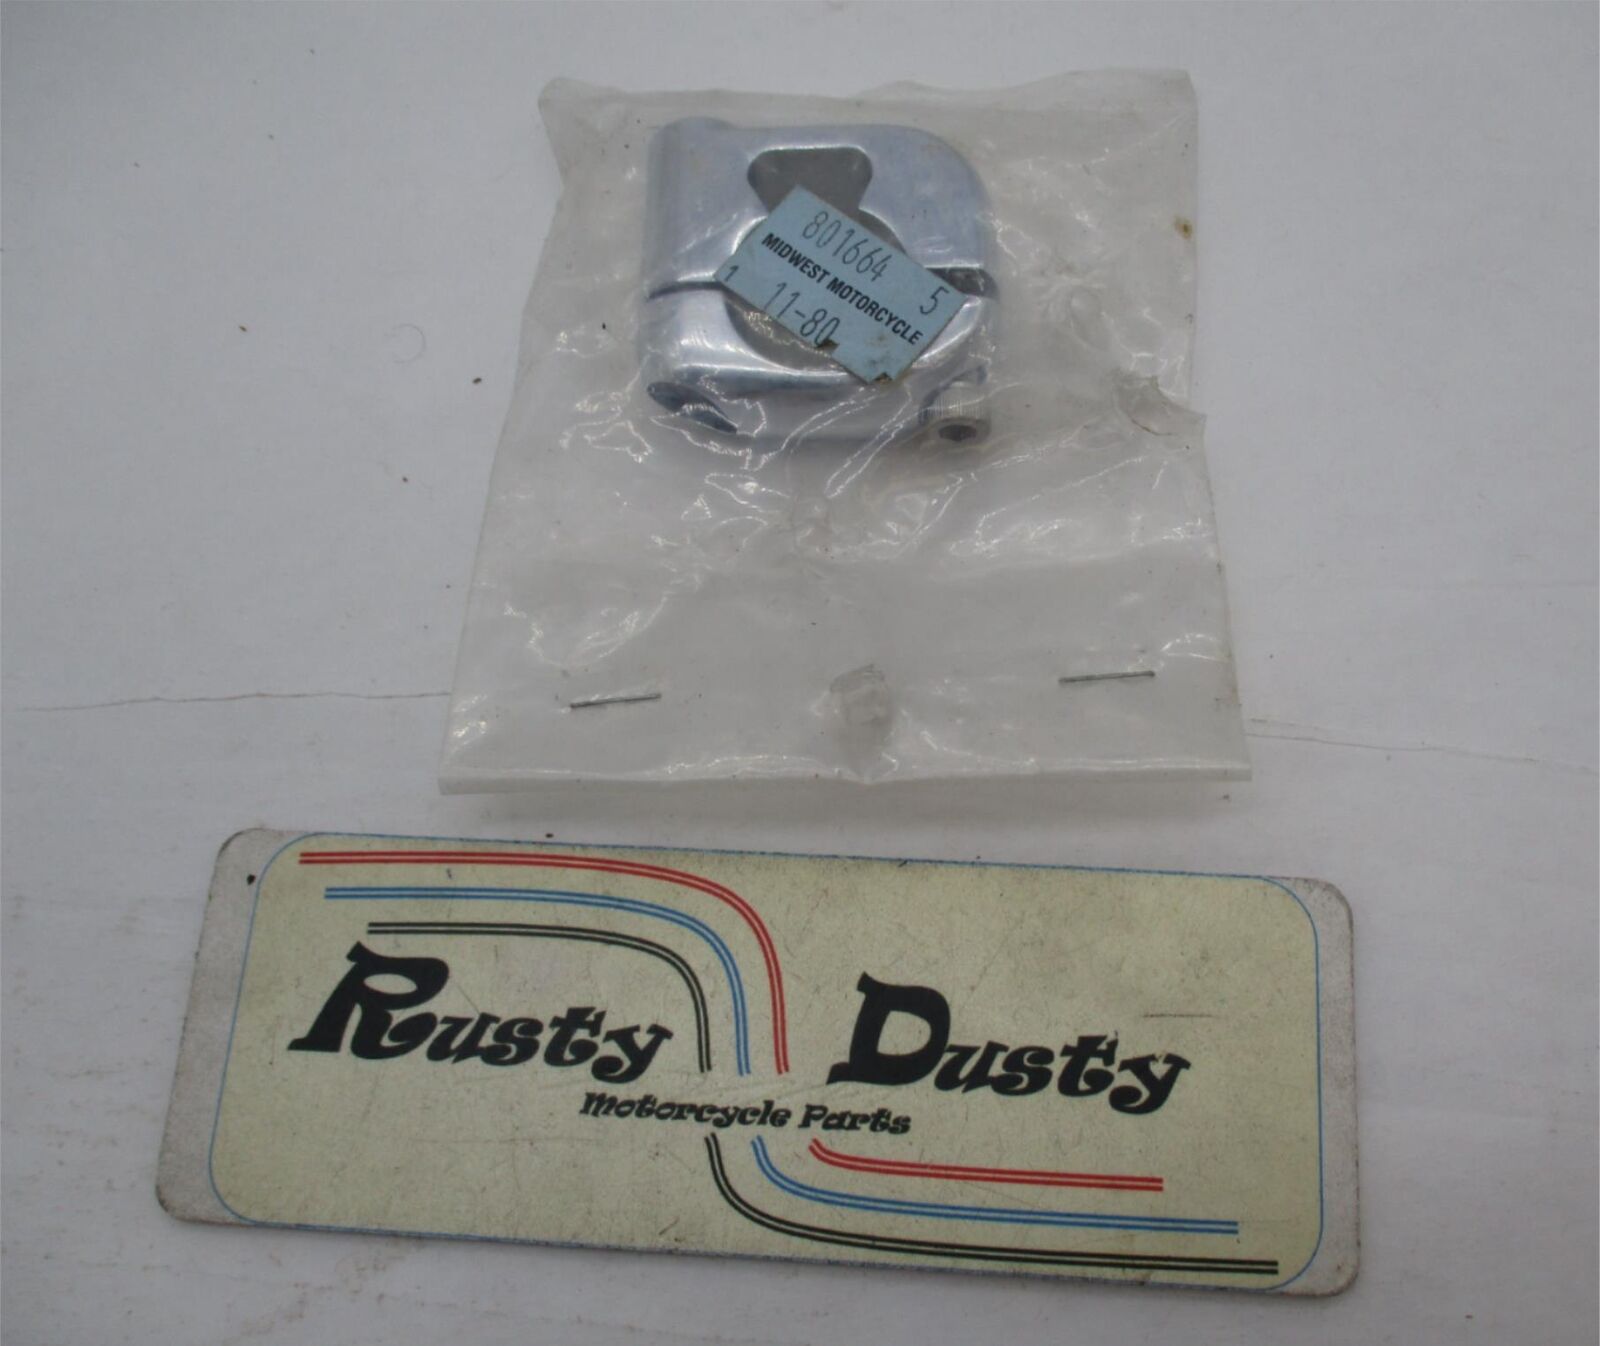 801664
MIDWEST MOTORCYCLE
1 11-80 5
Rusty Dusty
Motorcycle Parts